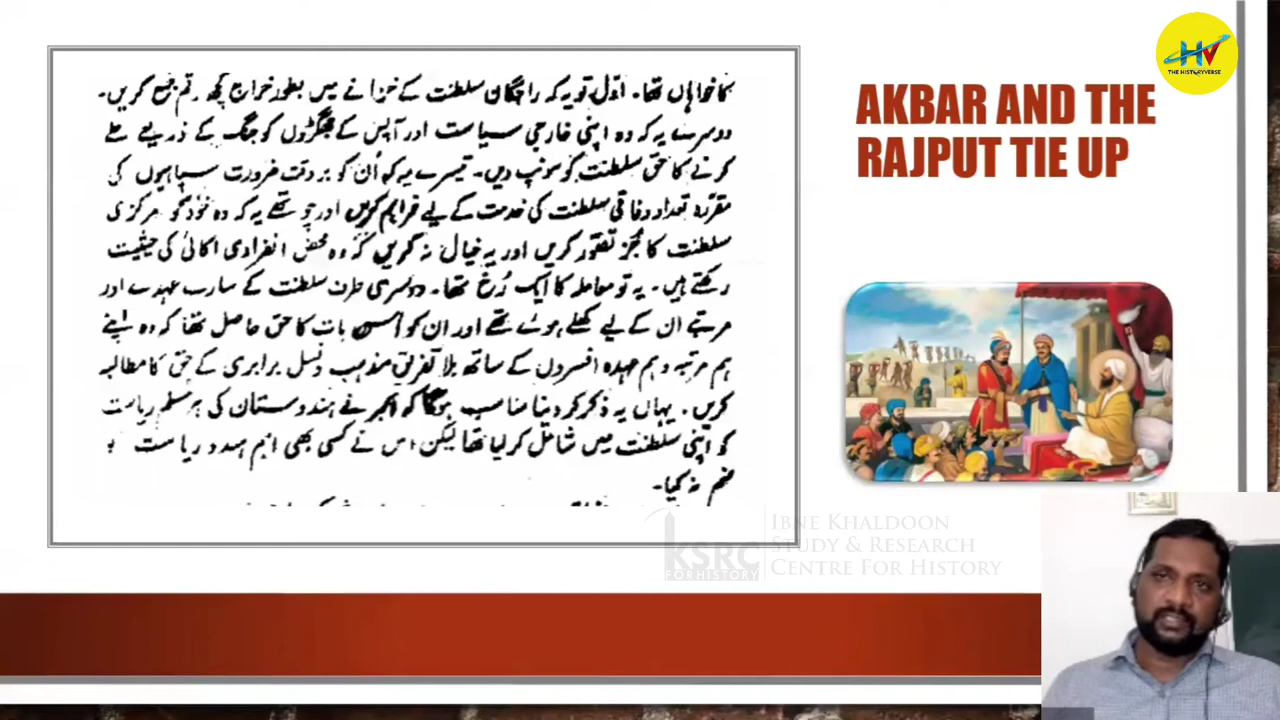 کا خواہاں تھا۔ اوّل تو یہ کہ راجگان سلطنت کے خزانے میں بطور خراج کچھ رقم جمع کریں۔
دوسرے یہ کہ وہ اپنی خارجی سیاست اور آپس کے جھگڑوں کو جنگ کے ذریعے طے
کرنے کا حق سلطنت کو سونپ دیں۔ تیسرے یہ کہ اُن کو بر وقت ضرورت سپاہیوں کی
مقررہ تعداد وفاقی سلطنت کی خدمت کے لیے فراہم کریں اور چوتھے یہ کہ وہ خود کو مرکزی
سلطنت کا جُز تصّور کریں اور یہ خیال نہ کریں کہ وہ محض انفرادی اکائی کی حیثیت
رکھتے ہیں۔ یہ تو معاملہ کا ایک رُخ تھا۔ دوسری طرف سلطنت کے سارے عہدے اور
مرتبے ان کے لیے کھلے ہوئے تھے اور ان کو اس بات کا حق حاصل تھا کہ وہ اپنے
ہم مرتبہ و ہم عہدہ افسروں کے ساتھ بلا تفریق مذہب و نسل برابری کے حق کا مطالبہ
کریں۔ یہاں یہ ذکر کر دینا مناسب ہوگا کہ اکبر نے ہندوستان کی ہر مسلم ریاست
کو اپنی سلطنت میں شامل کر لیا تھا لیکن اس نے کسی بھی اہم ہندو ریاست
ضم نہ کیا۔
AKBAR AND THE
RAJPUT TIE UP
HV
THE HISTORYVERSE
KSRC
FOR HISTORY
IBNE KHALDOON
STUDY & RESEARCH
CENTRE FOR HISTORY